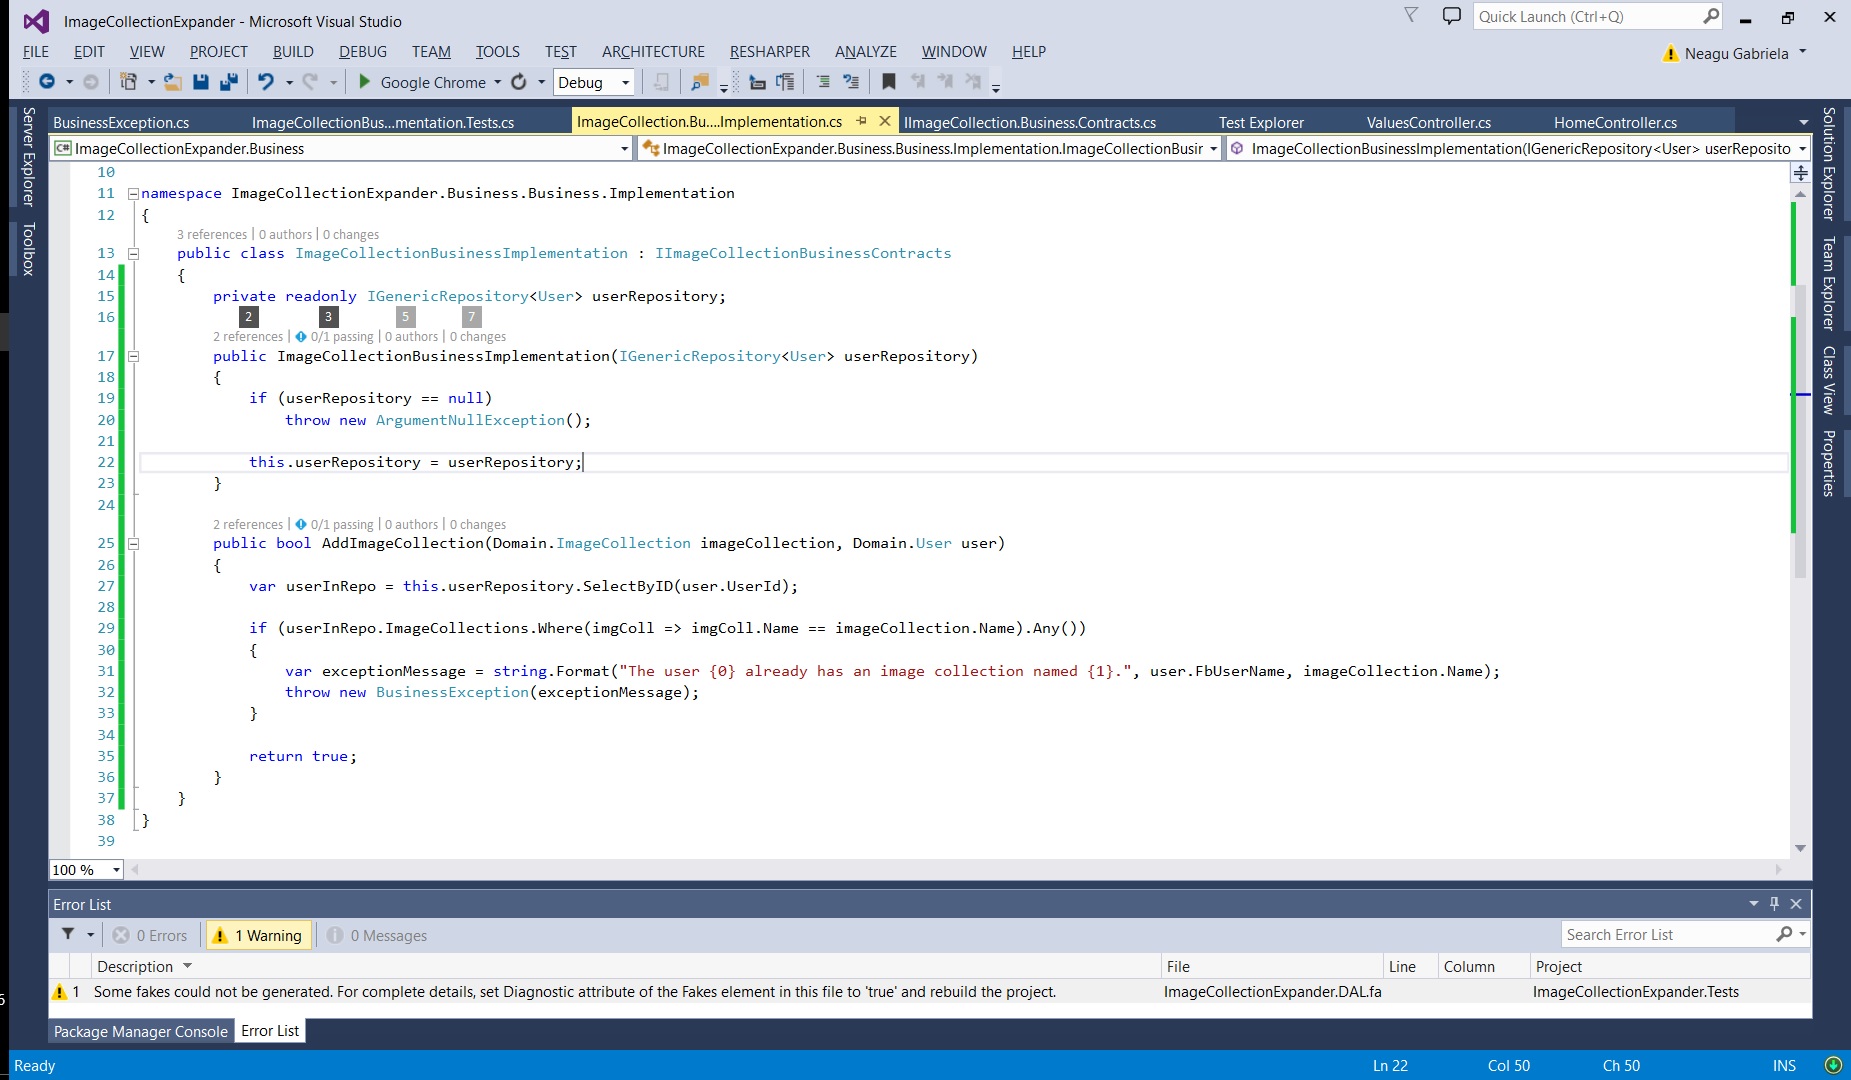 ImageCollectionExpander - Microsoft Visual Studio
Quick Launch (Ctrl+Q)
FILE EDIT VIEW PROJECT BUILD DEBUG TEAM TOOLS TEST ARCHITECTURE RESHARPER ANALYZE WINDOW HELP
Neagu Gabriela
Google Chrome Debug
Server Explorer
Toolbox
BusinessException.cs ImageCollectionBus...mentation.Tests.cs ImageCollection.Bu....Implementation.cs IImageCollection.Business.Contracts.cs Test Explorer ValuesController.cs HomeController.cs
C# ImageCollectionExpander.Business ImageCollectionExpander.Business.Business.Implementation.ImageCollectionBusir ImageCollectionBusinessImplementation(IGenericRepository<User> userReposito
10
11 namespace ImageCollectionExpander.Business.Business.Implementation
12 {
3 references | 0 authors | 0 changes
13 public class ImageCollectionBusinessImplementation : IImageCollectionBusinessContracts
14 {
15 private readonly IGenericRepository<User> userRepository;
16 2 3 5 7
2 references | 0/1 passing | 0 authors | 0 changes
17 public ImageCollectionBusinessImplementation(IGenericRepository<User> userRepository)
18 {
19 if (userRepository == null)
20 throw new ArgumentNullException();
21
22 this.userRepository = userRepository;
23 }
24
2 references | 0/1 passing | 0 authors | 0 changes
25 public bool AddImageCollection(Domain.ImageCollection imageCollection, Domain.User user)
26 {
27 var userInRepo = this.userRepository.SelectByID(user.UserId);
28
29 if (userInRepo.ImageCollections.Where(imgColl => imgColl.Name == imageCollection.Name).Any())
30 {
31 var exceptionMessage = string.Format("The user {0} already has an image collection named {1}.", user.FbUserName, imageCollection.Name);
32 throw new BusinessException(exceptionMessage);
33 }
34
35 return true;
36 }
37 }
38 }
39
100 %
Solution Explorer
Team Explorer
Class View
Properties
Error List
0 Errors 1 Warning 0 Messages
Search Error List
Description File Line Column Project
1 Some fakes could not be generated. For complete details, set Diagnostic attribute of the Fakes element in this file to 'true' and rebuild the project. ImageCollectionExpander.DAL.fa ImageCollectionExpander.Tests
Package Manager Console Error List
Ready Ln 22 Col 50 Ch 50 INS